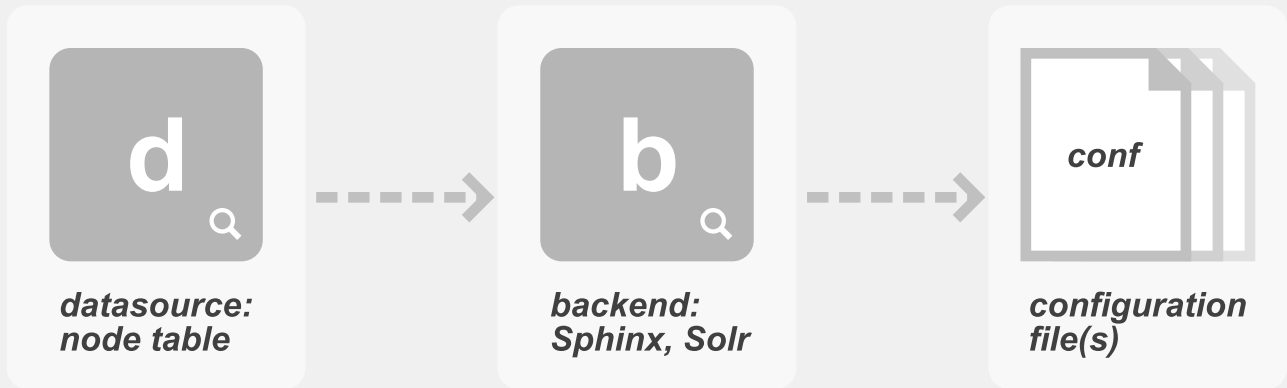 d
datasource:
node table
b
backend:
Sphinx, Solr
conf
configuration
file(s)